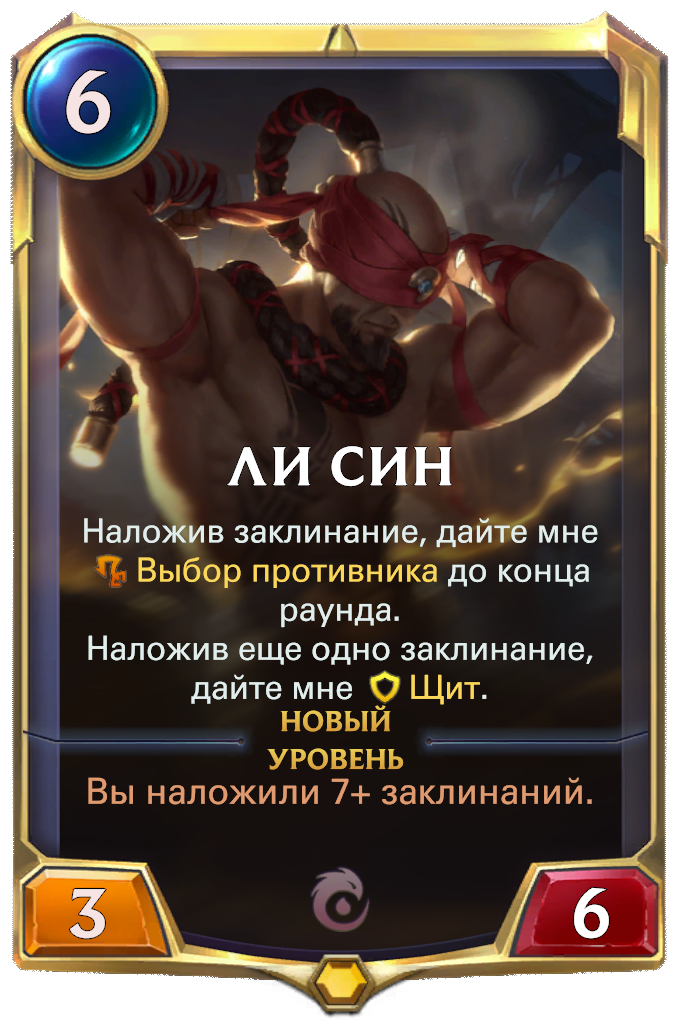 6
ЛИ СИН
Наложив заклинание, дайте мне
Выбор противника до конца
раунда.
Наложив еще одно заклинание,
дайте мне Щит.
НОВЫЙ
УРОВЕНЬ
Вы наложили 7+ заклинаний.
3
6